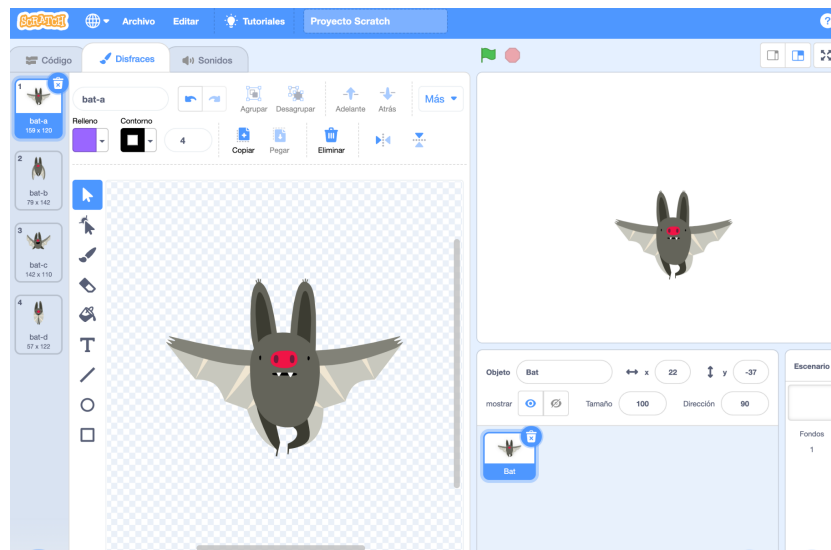 SCRATCH Archivo Editar Tutoriales Proyecto Scratch ?
Código Disfraces Sonidos
1
bat-a
159 x 120
2
bat-b
79 x 142
3
bat-c
142 x 110
4
bat-d
57 x 122
bat-a Agrupar Desagrupar Adelante Atrás Más
Relleno Contorno
4 Copiar Pegar Eliminar
T
Objeto Bat x 22 y -37
mostrar Tamaño 100 Dirección 90
Bat
Escenario
Fondos
1